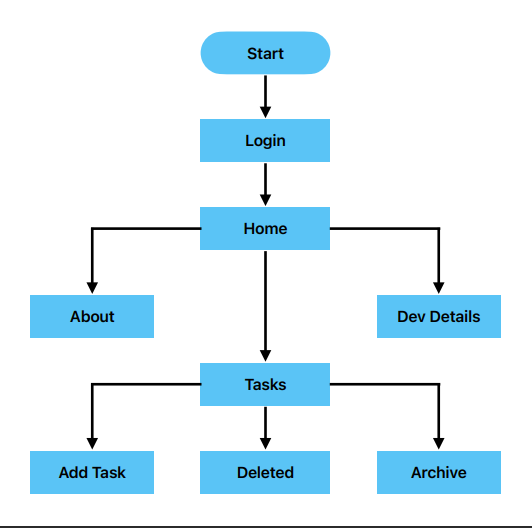 Start
Login
Home
About
Dev Details
Tasks
Add Task
Deleted
Archive